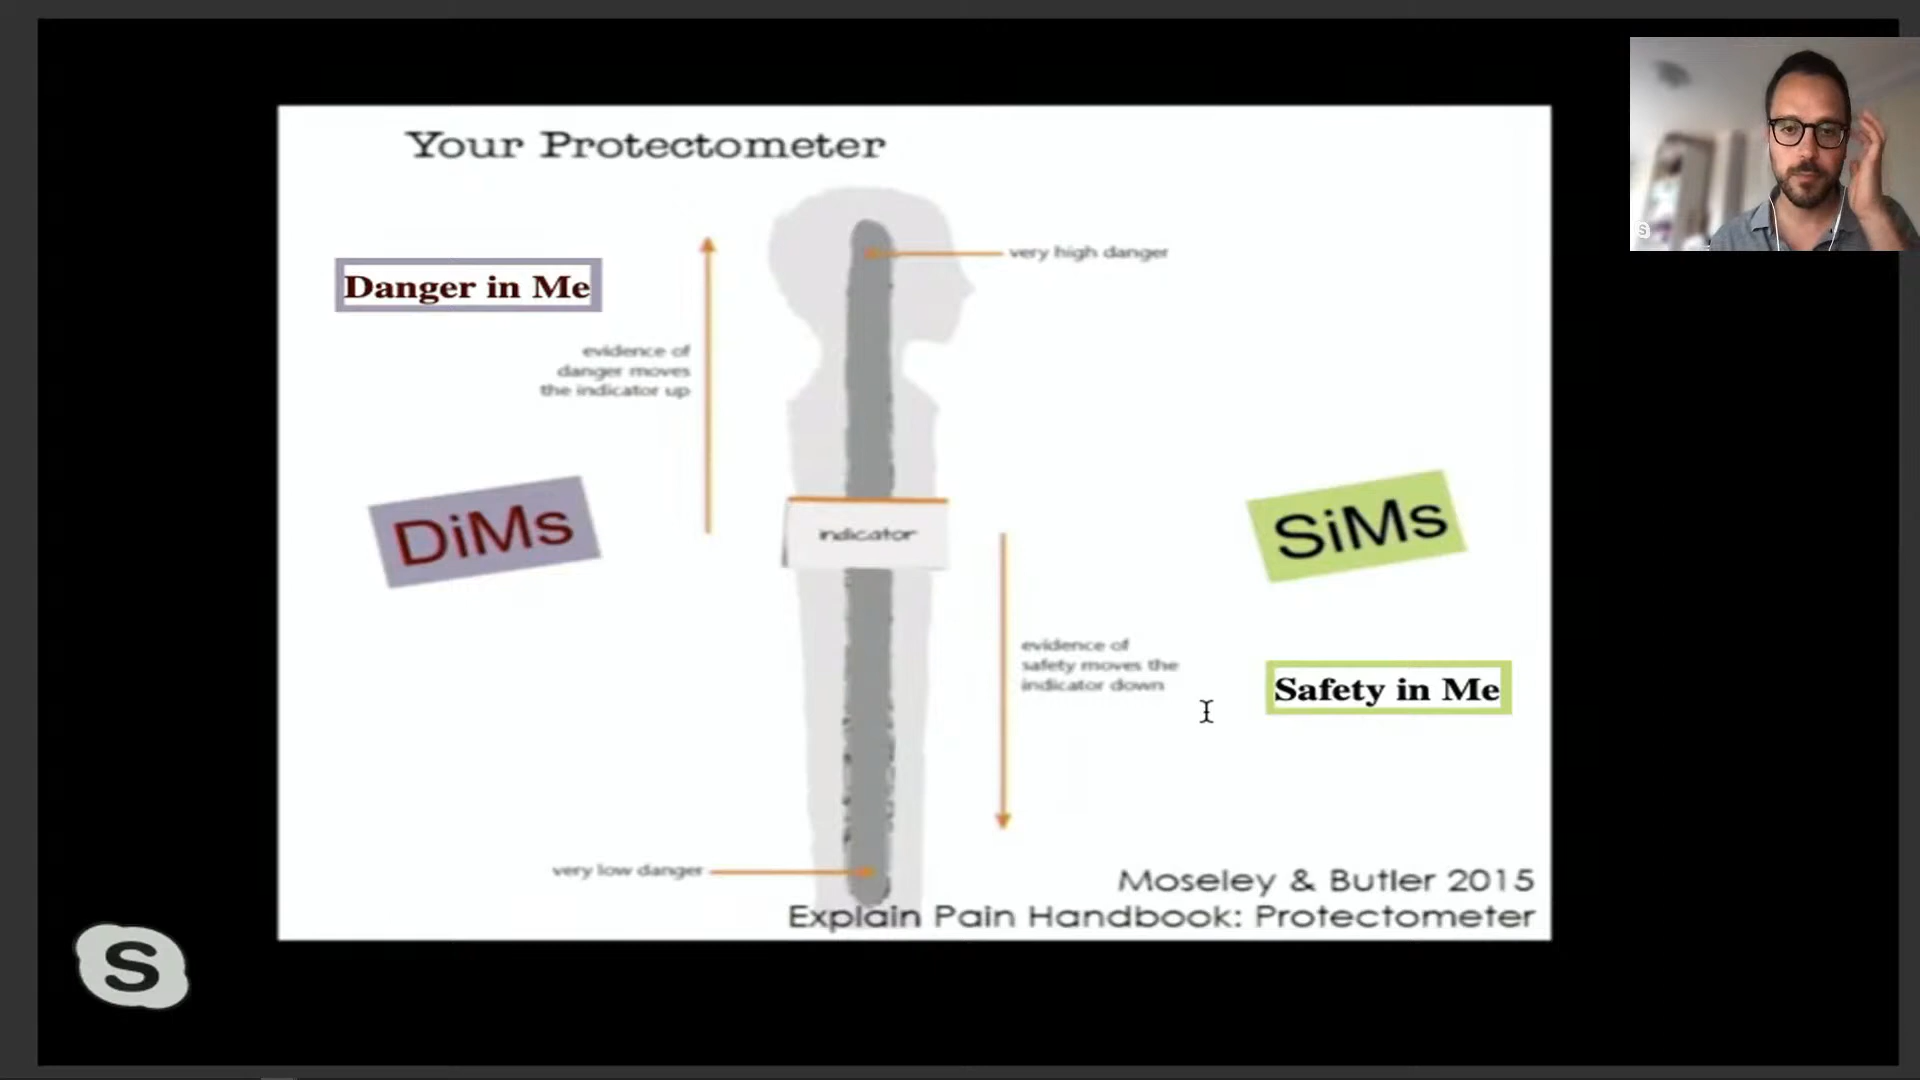 Your Protectometer
very high danger
Danger in Me
evidence of
danger moves
the indicator up
DiMs
SiMs
indicator
evidence of
safety moves the
indicator down
Safety in Me
very low danger
Moseley & Butler 2015
Explain Pain Handbook: Protectometer
S
S